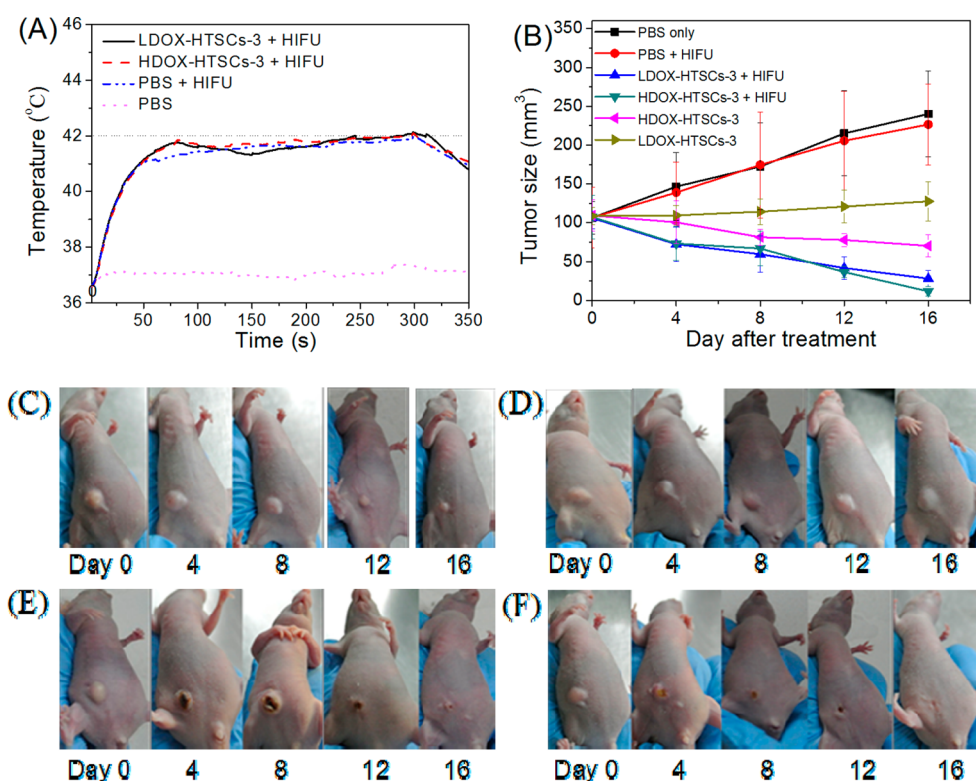 (A)
Temperature (°C)
46
44
42
40
38
36
0
LDOX-HTSCs-3 + HIFU
HDOX-HTSCs-3 + HIFU
PBS + HIFU
PBS
50 100 150 200 250 300 350
Time (s)
(B)
Tumor size (mm³)
350
300
250
200
150
100
50
0
PBS only
PBS + HIFU
LDOX-HTSCs-3 + HIFU
HDOX-HTSCs-3 + HIFU
HDOX-HTSCs-3
LDOX-HTSCs-3
0 4 8 12 16
Day after treatment
(C)
Day 0 4 8 12 16
(D)
Day 0 4 8 12 16
(E)
Day 0 4 8 12 16
(F)
Day 0 4 8 12 16